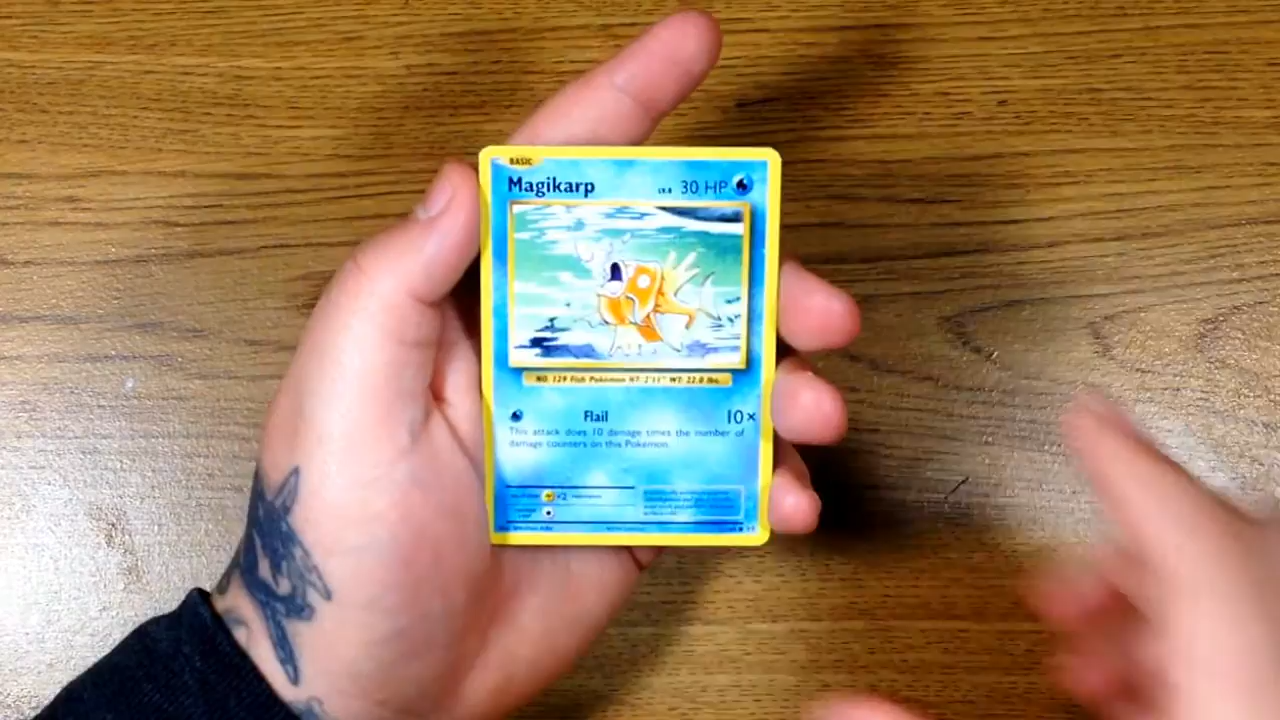 BASIC
Magikarp LV.8 30 HP
NO. 129 Fish Pokémon HT: 2'11" WT: 22.0 lbs.
Flail 10×
This attack does 10 damage times the number of
damage counters on this Pokémon.
×2